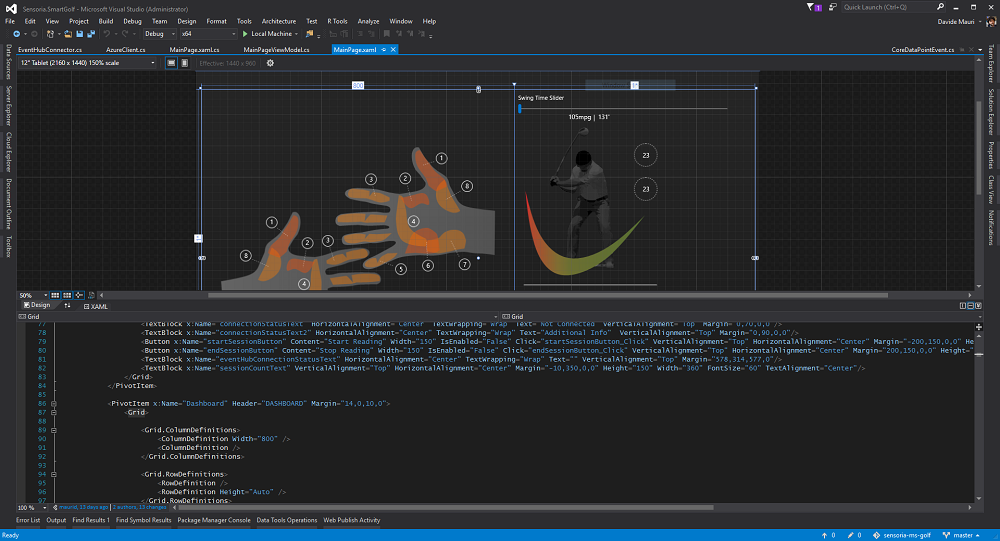 Sensoria.SmartGolf - Microsoft Visual Studio (Administrator)
1
Quick Launch (Ctrl+Q)
File Edit View Project Build Debug Team Design Format Tools Architecture Test R Tools Analyze Window Help
Davide Mauri
Debug x64 Local Machine
EventHubConnector.cs AzureClient.cs MainPage.xaml.cs MainPageViewModel.cs MainPage.xaml CoreDataPointEvent.cs
12" Tablet (2160 x 1440) 150% scale Effective: 1440 x 960
Data Sources
Server Explorer
Cloud Explorer
Document Outline
Toolbox
Team Explorer
Solution Explorer
Properties
Class View
Notifications
800
1*
Swing Time Slider
105mpg | 131°
1
2
3
8
4
5
6
7
1
2
3
8
4
23
23
50%
Design XAML
Grid Grid
77 <TextBlock x:Name="connectionStatusText" HorizontalAlignment="Center" TextWrapping="Wrap" Text="Not Connected" VerticalAlignment="Top" Margin="0,70,0,0"/>
78 <TextBlock x:Name="connectionStatusText2" HorizontalAlignment="Center" TextWrapping="Wrap" Text="Additional Info" VerticalAlignment="Top" Margin="0,90,0,0"/>
79 <Button x:Name="startSessionButton" Content="Start Reading" Width="150" IsEnabled="False" Click="startSessionButton_Click" VerticalAlignment="Top" HorizontalAlignment="Center" Margin="-200,150,0,0" He
80 <Button x:Name="endSessionButton" Content="Stop Reading" Width="150" IsEnabled="False" Click="endSessionButton_Click" VerticalAlignment="Top" HorizontalAlignment="Center" Margin="200,150,0,0" Height=
81 <TextBlock x:Name="eventHubConnectionStatusText" HorizontalAlignment="Center" TextWrapping="Wrap" Text="" VerticalAlignment="Top" Margin="578,314,577,0"/>
82 <TextBlock x:Name="sessionCountText" VerticalAlignment="Top" HorizontalAlignment="Center" Margin="-10,350,0,0" Height="150" Width="360" FontSize="60" TextAlignment="Center"/>
83 </Grid>
84 </PivotItem>
85
86 <PivotItem x:Name="Dashboard" Header="DASHBOARD" Margin="14,0,10,0">
87 <Grid>
88
89 <Grid.ColumnDefinitions>
90 <ColumnDefinition Width="800" />
91 <ColumnDefinition />
92 </Grid.ColumnDefinitions>
93
94 <Grid.RowDefinitions>
95 <RowDefinition />
96 <RowDefinition Height="Auto" />
97 </Grid.RowDefinitions>
100 % maurid, 23 days ago | 2 authors, 13 changes
Error List Output Find Results 1 Find Symbol Results Package Manager Console Data Tools Operations Web Publish Activity
Ready 0 0 sensoria-ms-golf master